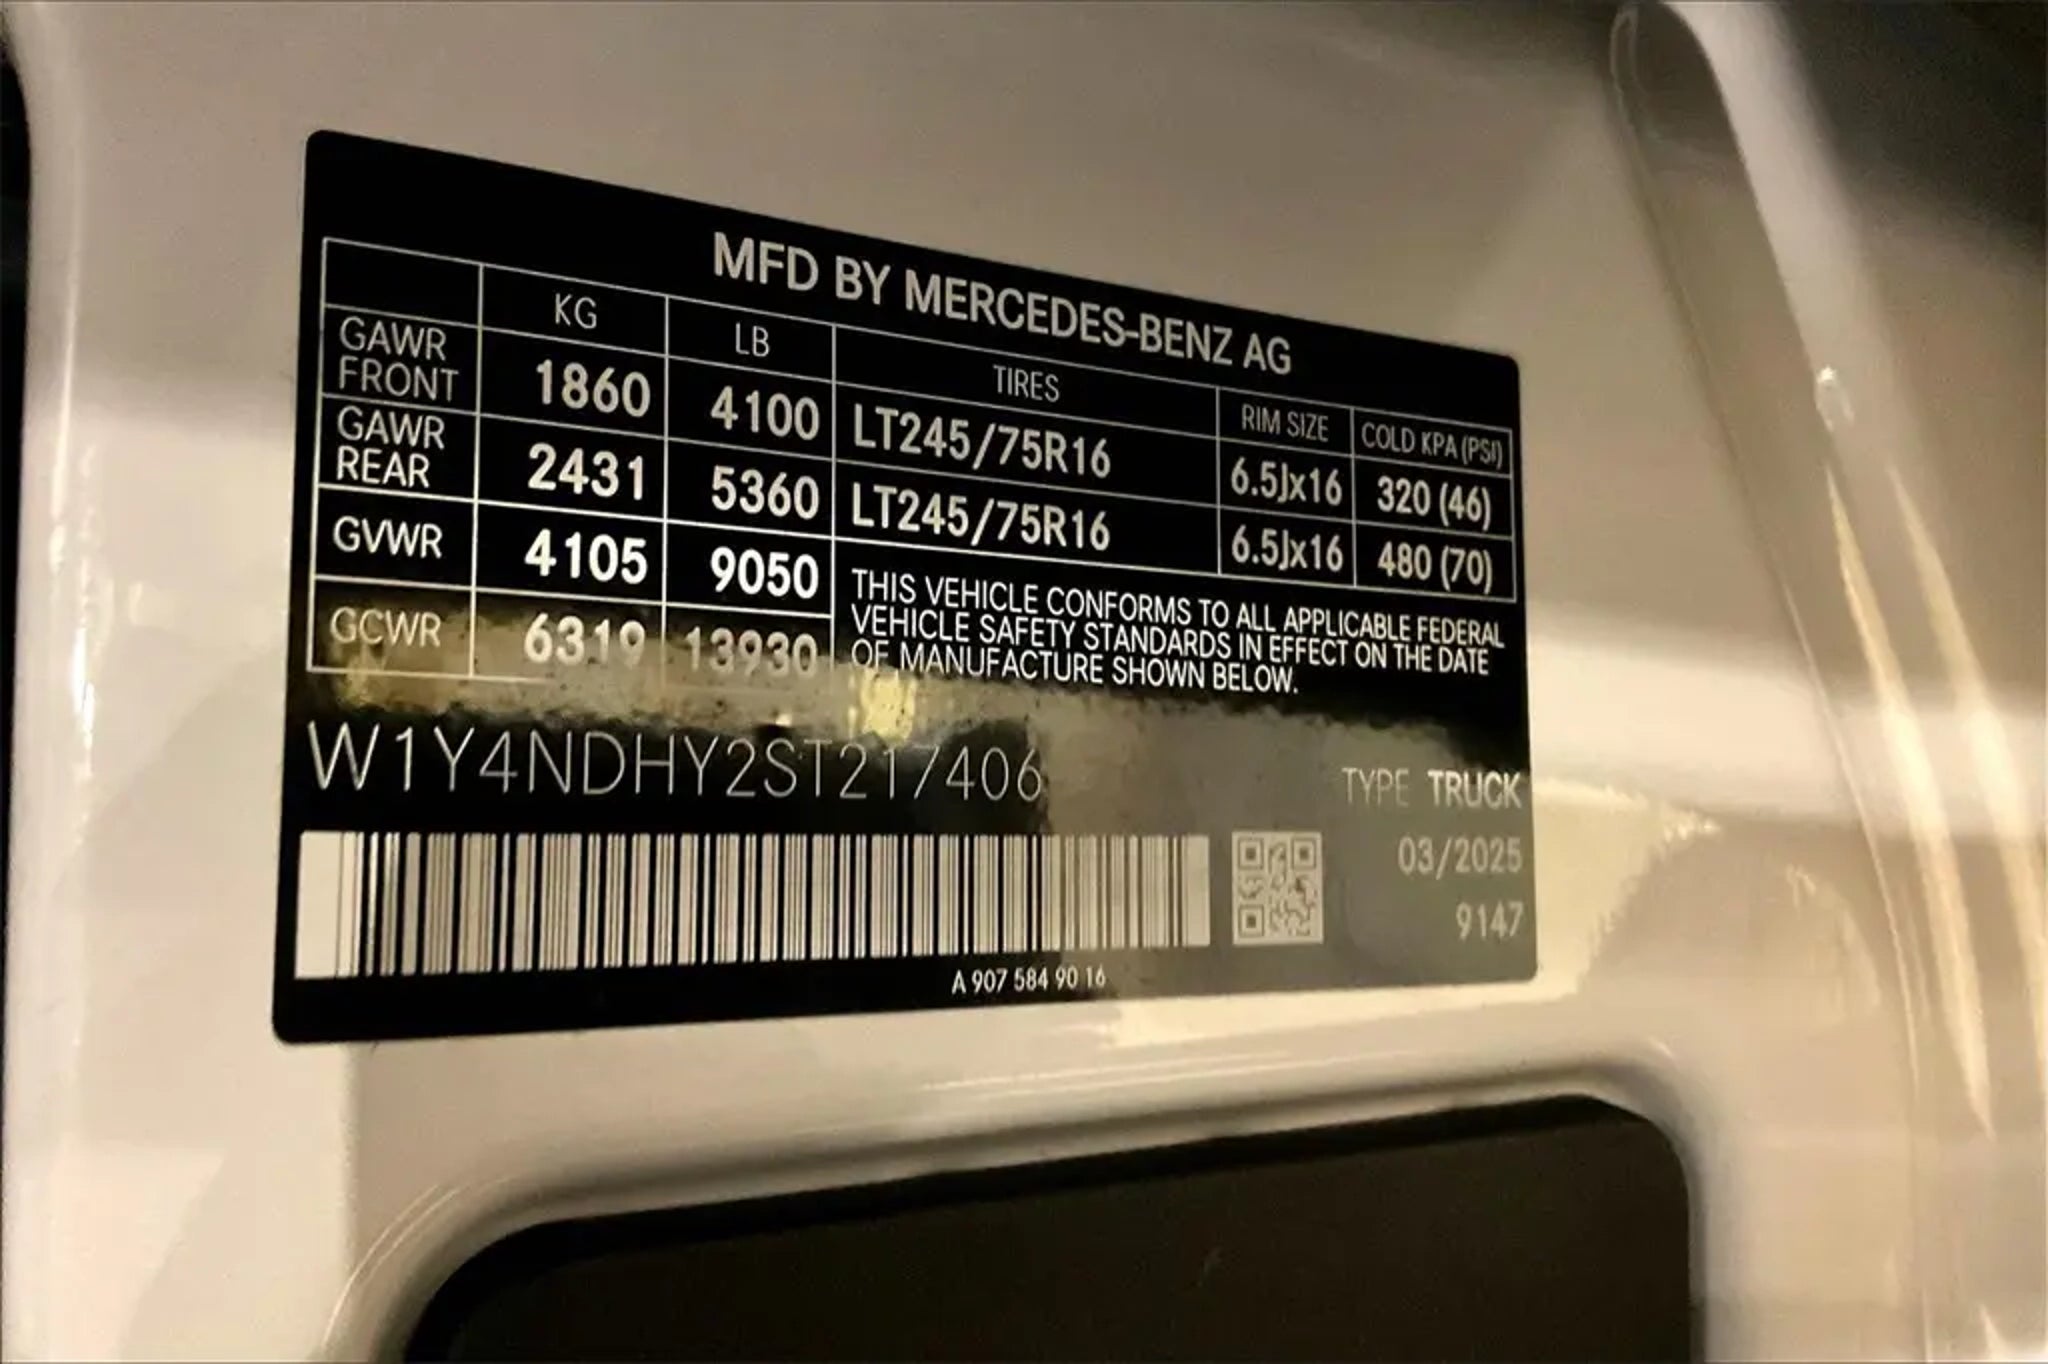 MFD BY MERCEDES-BENZ AG
KG LB TIRES RIM SIZE COLD KPA (PSI)
GAWR FRONT 1860 4100 LT245/75R16 6.5Jx16 320 (46)
GAWR REAR 2431 5360 LT245/75R16 6.5Jx16 480 (70)
GVWR 4105 9050
GCWR 6319 13930
THIS VEHICLE CONFORMS TO ALL APPLICABLE FEDERAL
VEHICLE SAFETY STANDARDS IN EFFECT ON THE DATE
OF MANUFACTURE SHOWN BELOW.
W1Y4NDHY2ST217406
TYPE TRUCK
03/2025
9147
A 907 584 90 16